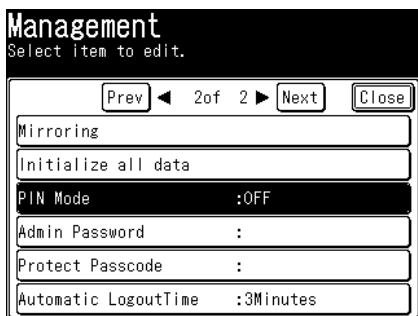 Management
Select item to edit.
Prev ◀ 2of 2 ▶ Next Close
Mirroring
Initialize all data
PIN Mode :OFF
Admin Password :
Protect Passcode :
Automatic LogoutTime :3Minutes